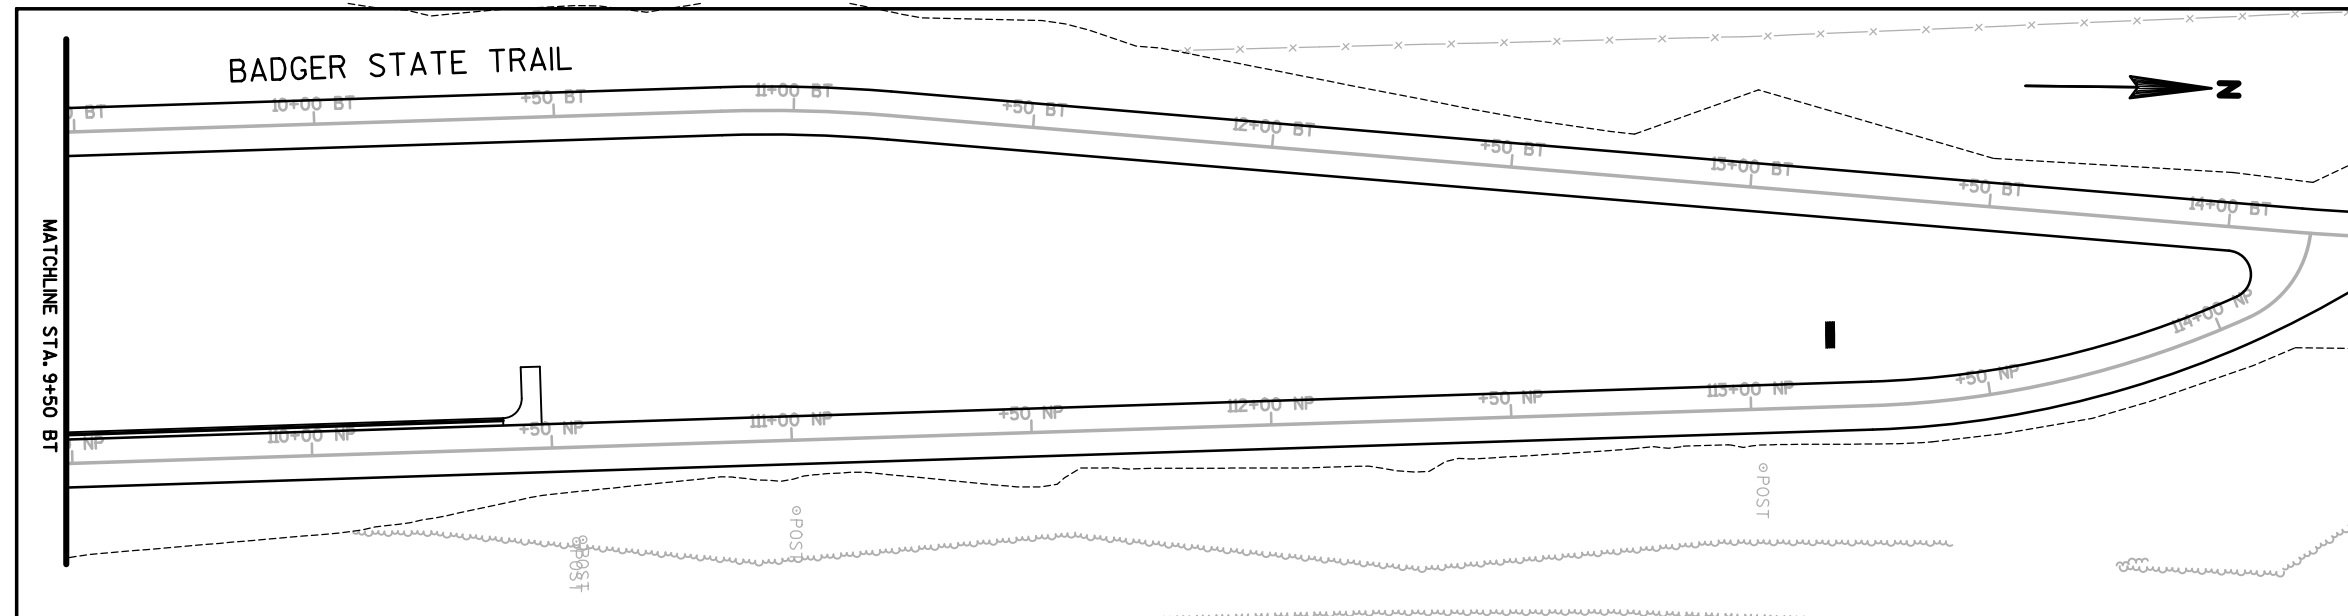 BADGER STATE TRAIL
N
BT
10+00 BT
+50 BT
11+00 BT
+50 BT
12+00 BT
+50 BT
13+00 BT
+50 BT
14+00 BT
MATCHLINE STA. 9+50 BT
NP
110+00 NP
+50 NP
111+00 NP
+50 NP
112+00 NP
+50 NP
113+00 NP
+50 NP
114+00 NP
POST
POST
POST
POST